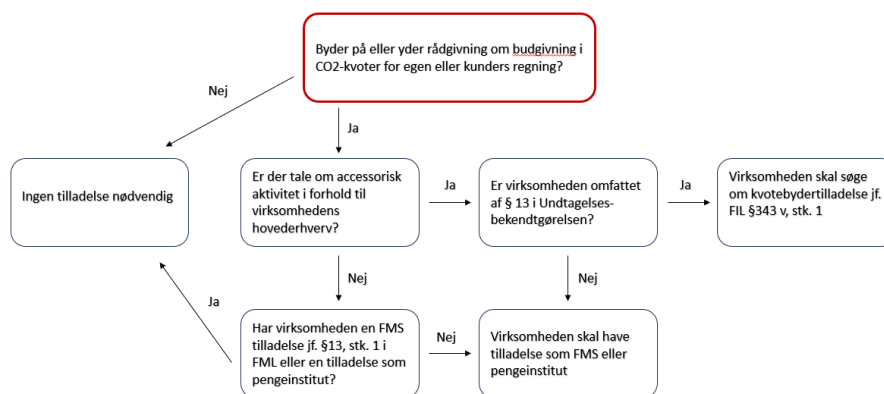 Byder på eller yder rådgivning om budgivning i
CO2-kvoter for egen eller kunders regning?
Nej
Ja
Ingen tilladelse nødvendig
Er der tale om accessorisk
aktivitet i forhold til
virksomhedens
hovederhverv?
Ja
Er virksomheden omfattet
af § 13 i Undtagelses-
bekendtgørelsen?
Ja
Virksomheden skal søge
om kvotebydertilladelse jf.
FIL §343 v, stk. 1
Nej
Nej
Ja
Har virksomheden en FMS
tilladelse jf. §13, stk. 1 i
FML eller en tilladelse som
pengeinstitut?
Nej
Virksomheden skal have
tilladelse som FMS eller
pengeinstitut